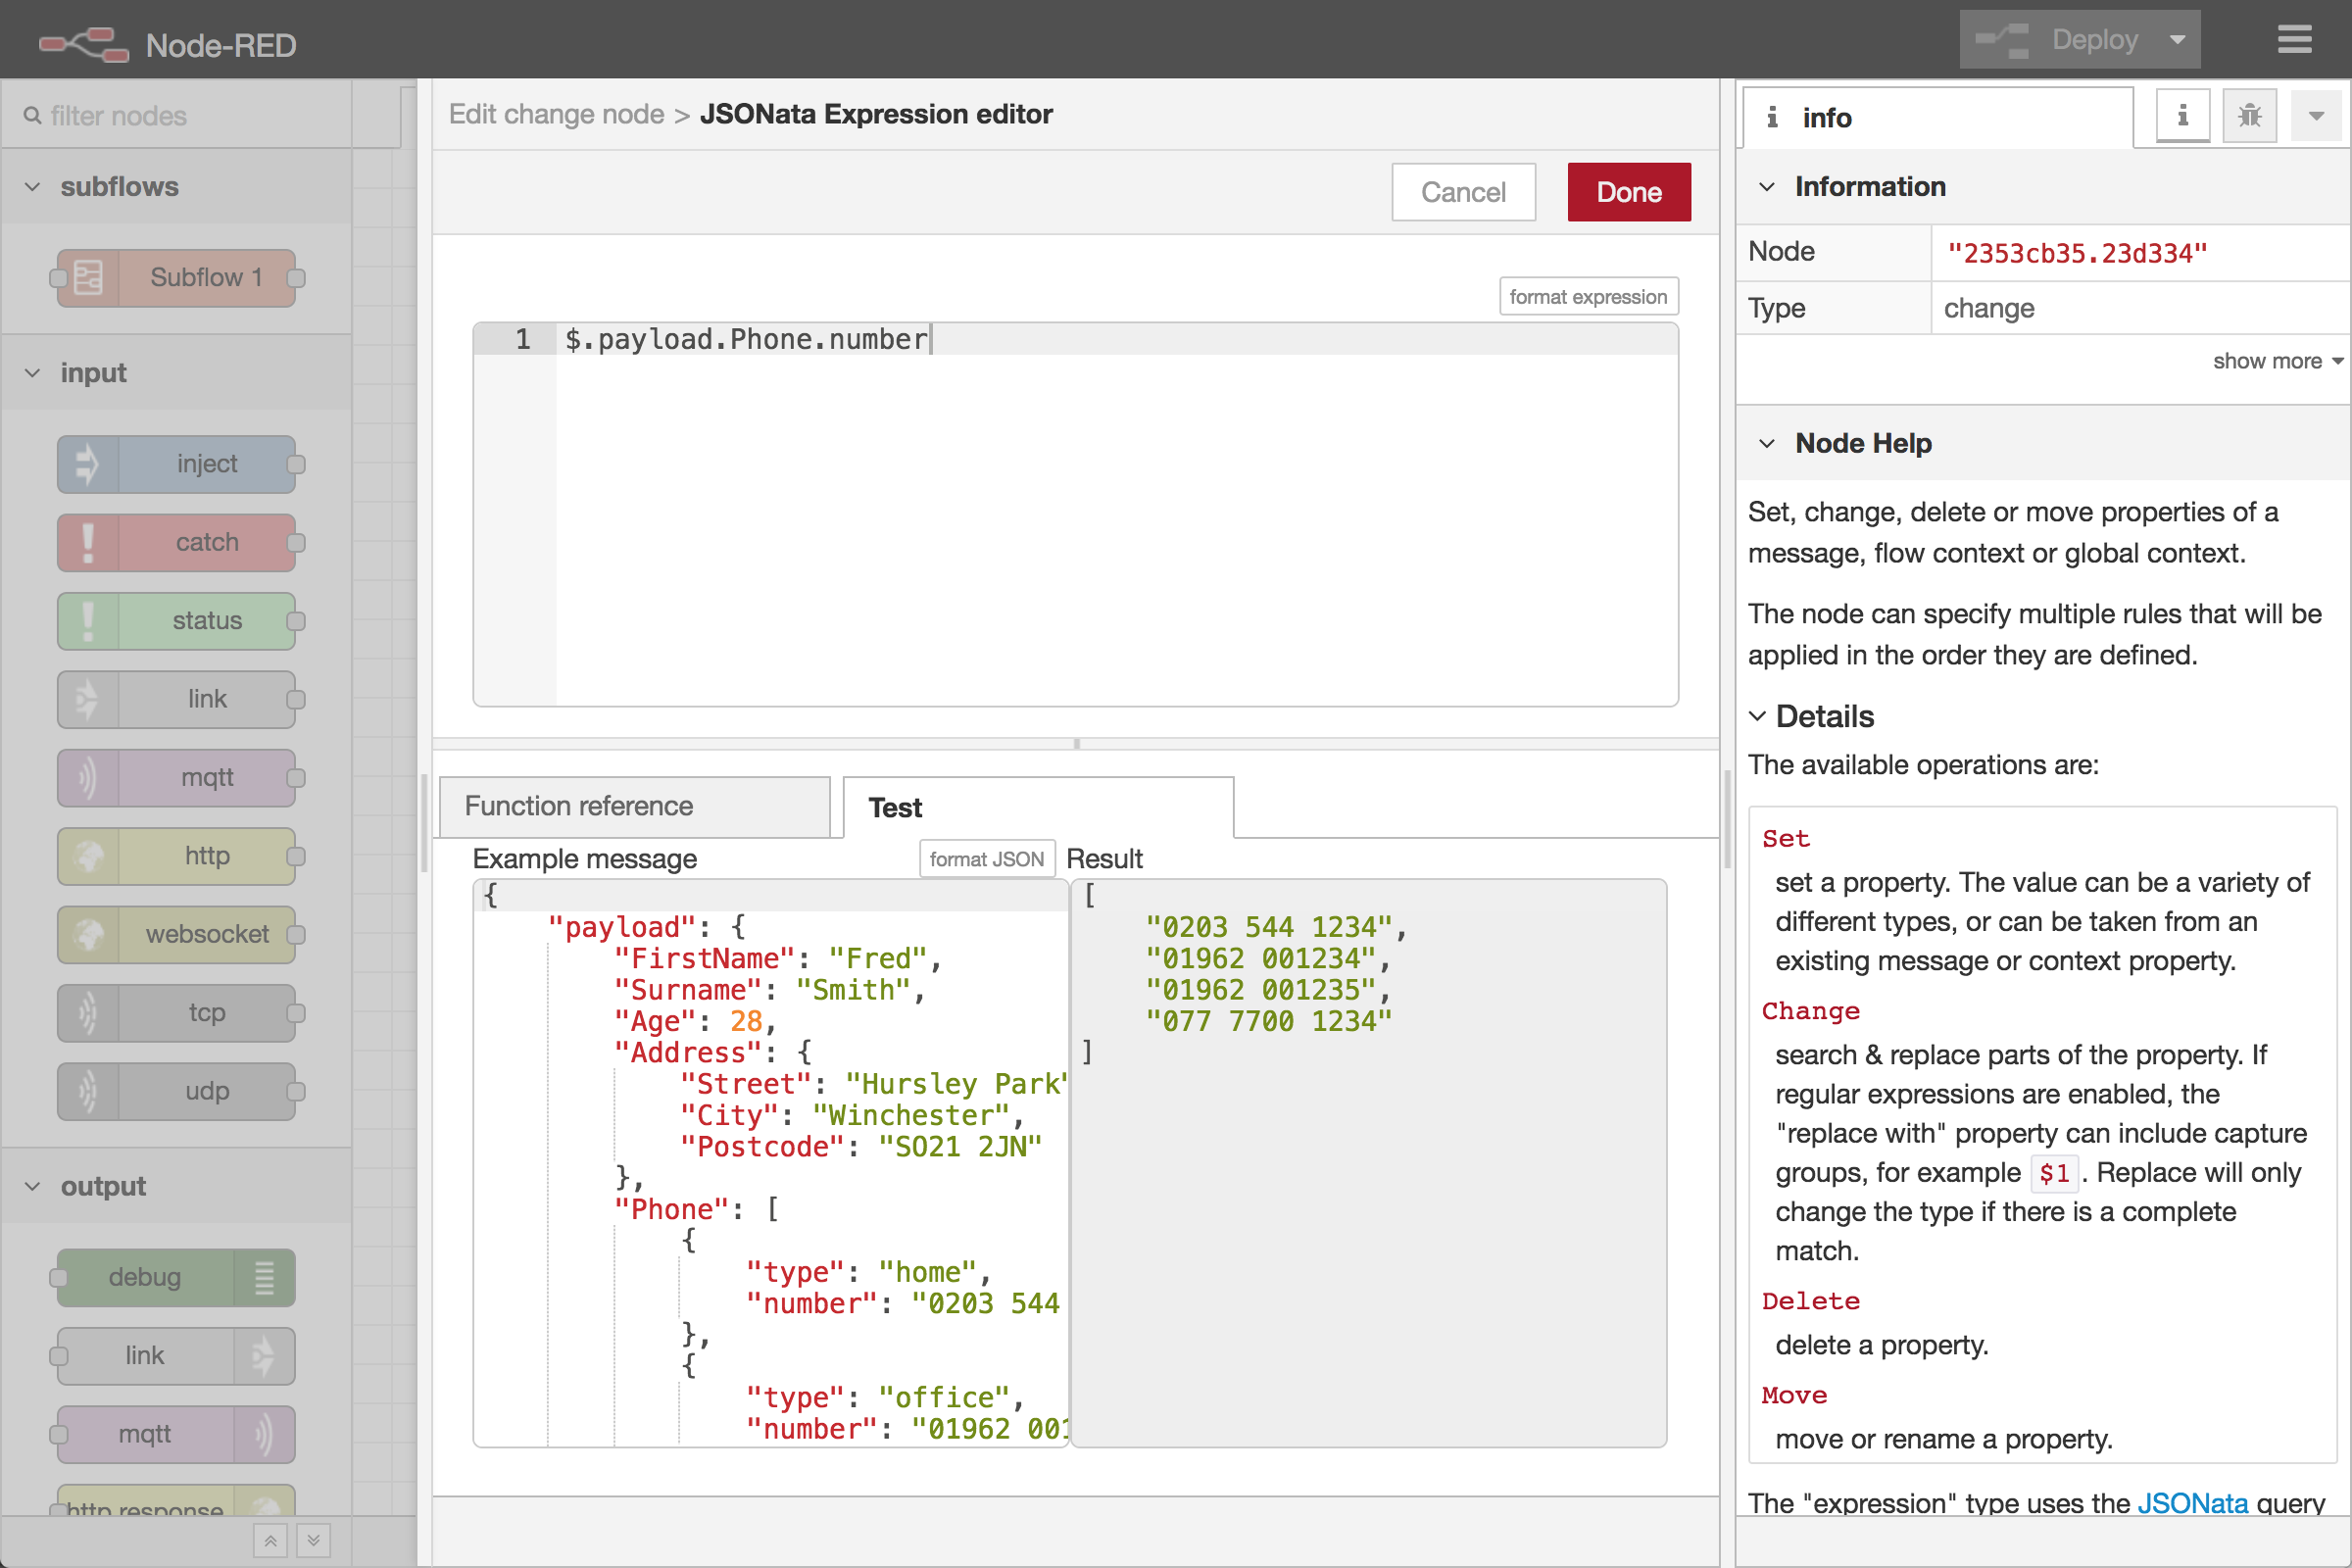 Node-RED
Deploy
filter nodes
subflows
Subflow 1
input
inject
catch
status
link
mqtt
http
websocket
tcp
udp
output
debug
link
mqtt
http response
Edit change node > JSONata Expression editor
Cancel
Done
format expression
1 $.payload.Phone.number
Function reference
Test
Example message
format JSON
{
"payload": {
"FirstName": "Fred",
"Surname": "Smith",
"Age": 28,
"Address": {
"Street": "Hursley Park"
"City": "Winchester",
"Postcode": "SO21 2JN"
},
"Phone": [
{
"type": "home",
"number": "0203 544
},
{
"type": "office",
"number": "01962 001
Result
[
"0203 544 1234",
"01962 001234",
"01962 001235",
"077 7700 1234"
]
i info
i
Information
Node "2353cb35.23d334"
Type change
show more
Node Help
Set, change, delete or move properties of a
message, flow context or global context.
The node can specify multiple rules that will be
applied in the order they are defined.
Details
The available operations are:
Set
set a property. The value can be a variety of
different types, or can be taken from an
existing message or context property.
Change
search & replace parts of the property. If
regular expressions are enabled, the
"replace with" property can include capture
groups, for example $1. Replace will only
change the type if there is a complete
match.
Delete
delete a property.
Move
move or rename a property.
The "expression" type uses the JSONata query